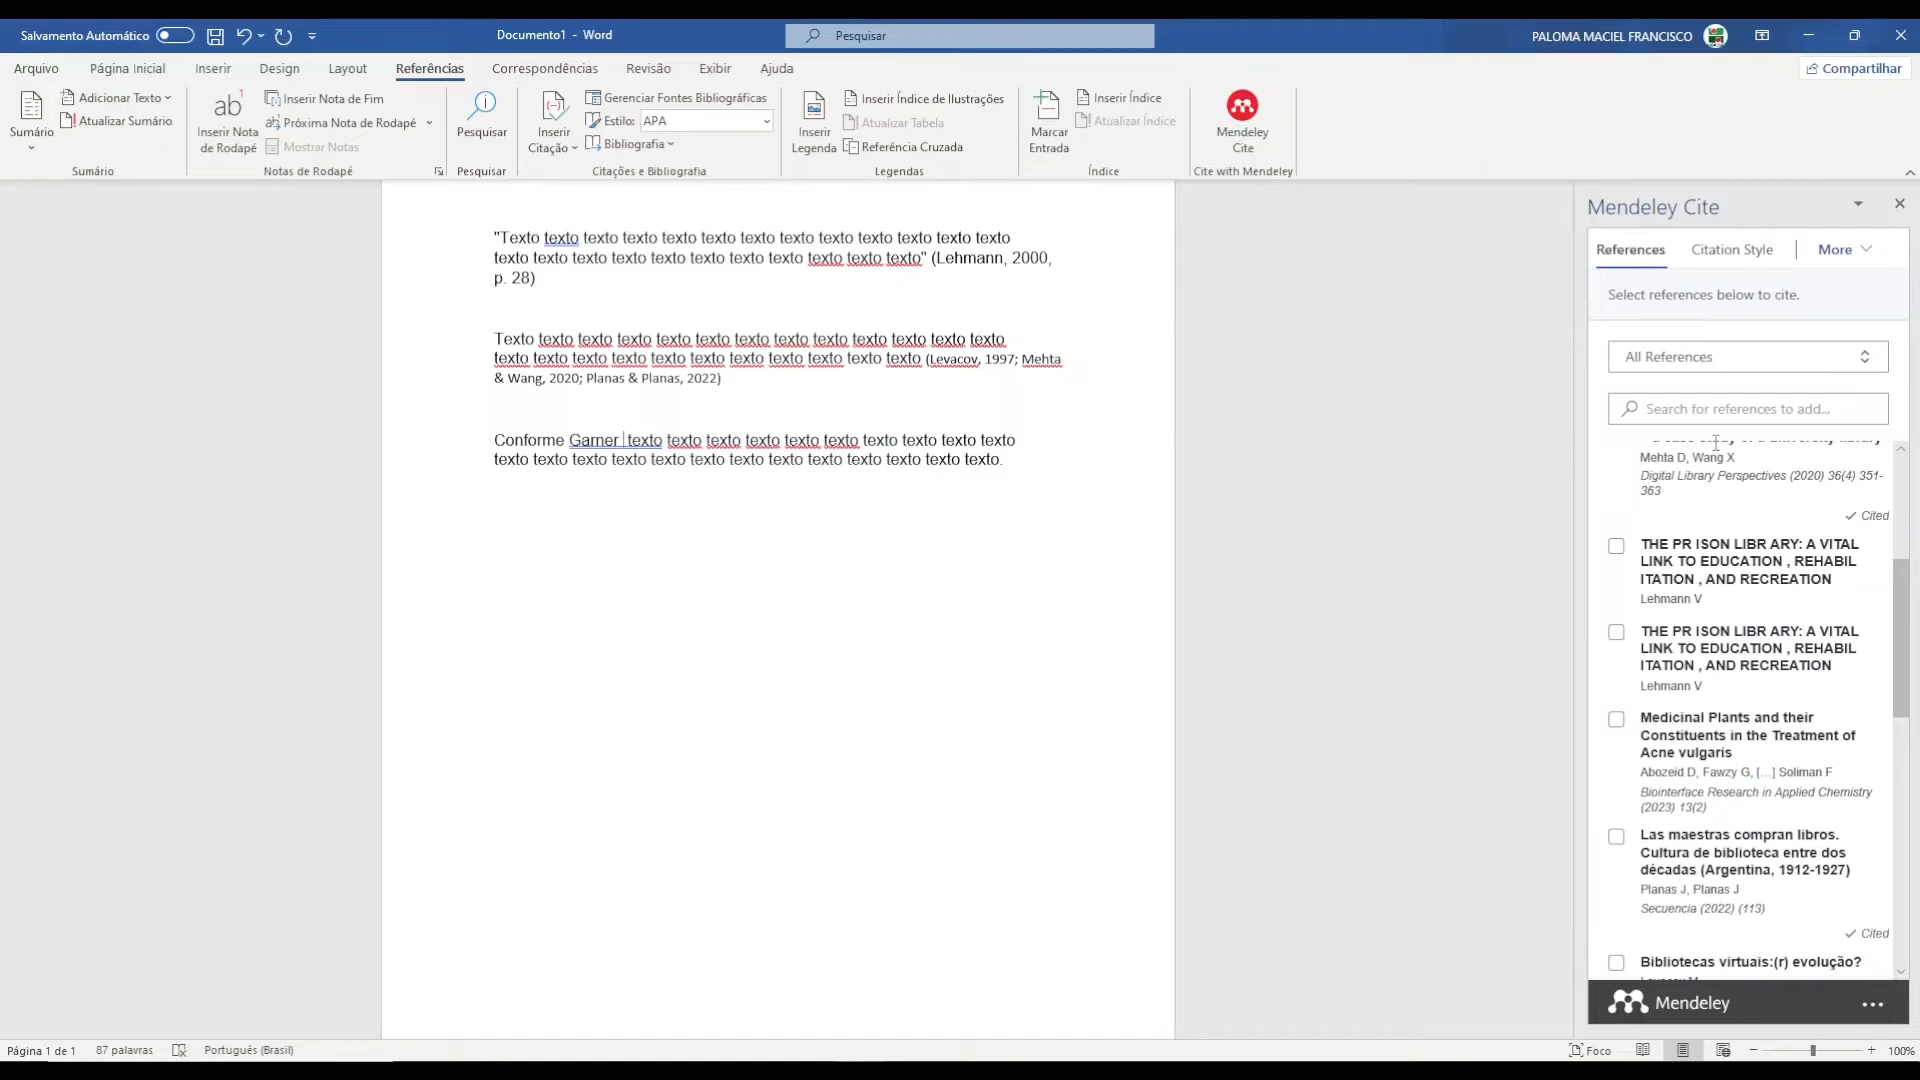 Salvamento Automático
Documento1 - Word
Pesquisar
PALOMA MACIEL FRANCISCO
Arquivo
Página Inicial
Inserir
Design
Layout
Referências
Correspondências
Revisão
Exibir
Ajuda
Compartilhar
Sumário
Adicionar Texto
Atualizar Sumário
Sumário
ab
Inserir Nota
de Rodapé
Inserir Nota de Fim
Próxima Nota de Rodapé
Mostrar Notas
Notas de Rodapé
Pesquisar
Pesquisar
Inserir
Citação
Gerenciar Fontes Bibliográficas
Estilo: APA
Bibliografia
Citações e Bibliografia
Inserir
Legenda
Inserir Índice de Ilustrações
Atualizar Tabela
Referência Cruzada
Legendas
Marcar
Entrada
Inserir Índice
Atualizar Índice
Índice
Mendeley
Cite
Cite with Mendeley
"Texto texto texto texto texto texto texto texto texto texto texto texto texto
texto texto texto texto texto texto texto texto texto texto texto" (Lehmann, 2000,
p. 28)
Texto texto texto texto texto texto texto texto texto texto texto texto texto
texto texto texto texto texto texto texto texto texto texto texto (Levacov, 1997; Mehta
& Wang, 2020; Planas & Planas, 2022)
Conforme Garner texto texto texto texto texto texto texto texto texto texto
texto texto texto texto texto texto texto texto texto texto texto texto texto.
Mendeley Cite
References
Citation Style
More
Select references below to cite.
All References
Search for references to add...
Mehta D, Wang X
Digital Library Perspectives (2020) 36(4) 351-
363
Cited
THE PR ISON LIBR ARY: A VITAL
LINK TO EDUCATION , REHABIL
ITATION , AND RECREATION
Lehmann V
THE PR ISON LIBR ARY: A VITAL
LINK TO EDUCATION , REHABIL
ITATION , AND RECREATION
Lehmann V
Medicinal Plants and their
Constituents in the Treatment of
Acne vulgaris
Abozeid D, Fawzy G, [...] Soliman F
Biointerface Research in Applied Chemistry
(2023) 13(2)
Las maestras compran libros.
Cultura de biblioteca entre dos
décadas (Argentina, 1912-1927)
Planas J, Planas J
Secuencia (2022) (113)
Cited
Bibliotecas virtuais:(r) evolução?
Mendeley
Página 1 de 1
87 palavras
Português (Brasil)
Foco
100%